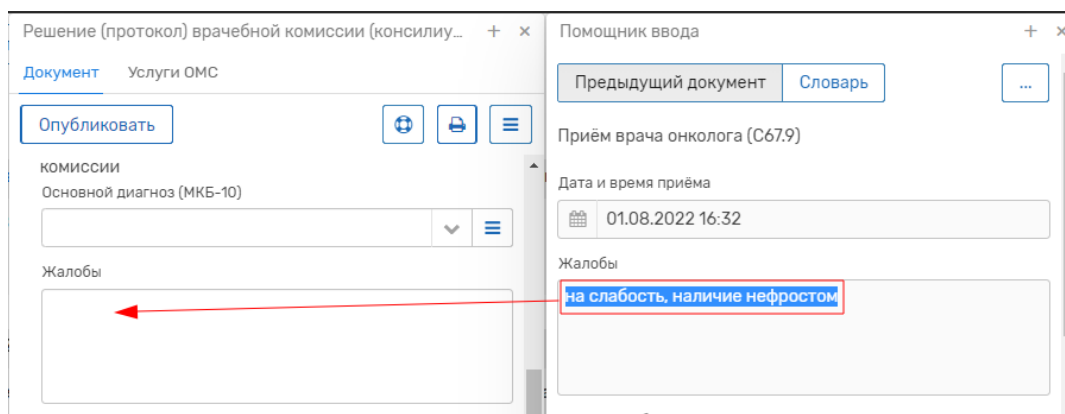 Решение (протокол) врачебной комиссии (консилиу...
Документ Услуги ОМС
Опубликовать
комиссии
Основной диагноз (МКБ-10)
Жалобы
Помощник ввода
Предыдущий документ Словарь ...
Приём врача онколога (C67.9)
Дата и время приёма
01.08.2022 16:32
Жалобы
на слабость, наличие нефростом